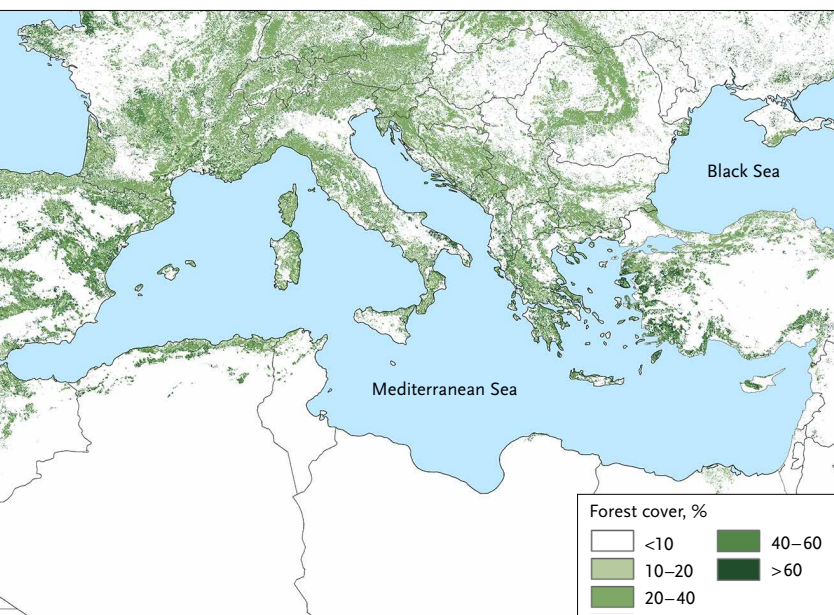 Black Sea
Mediterranean Sea
Forest cover, %
<10
40–60
10–20
>60
20–40